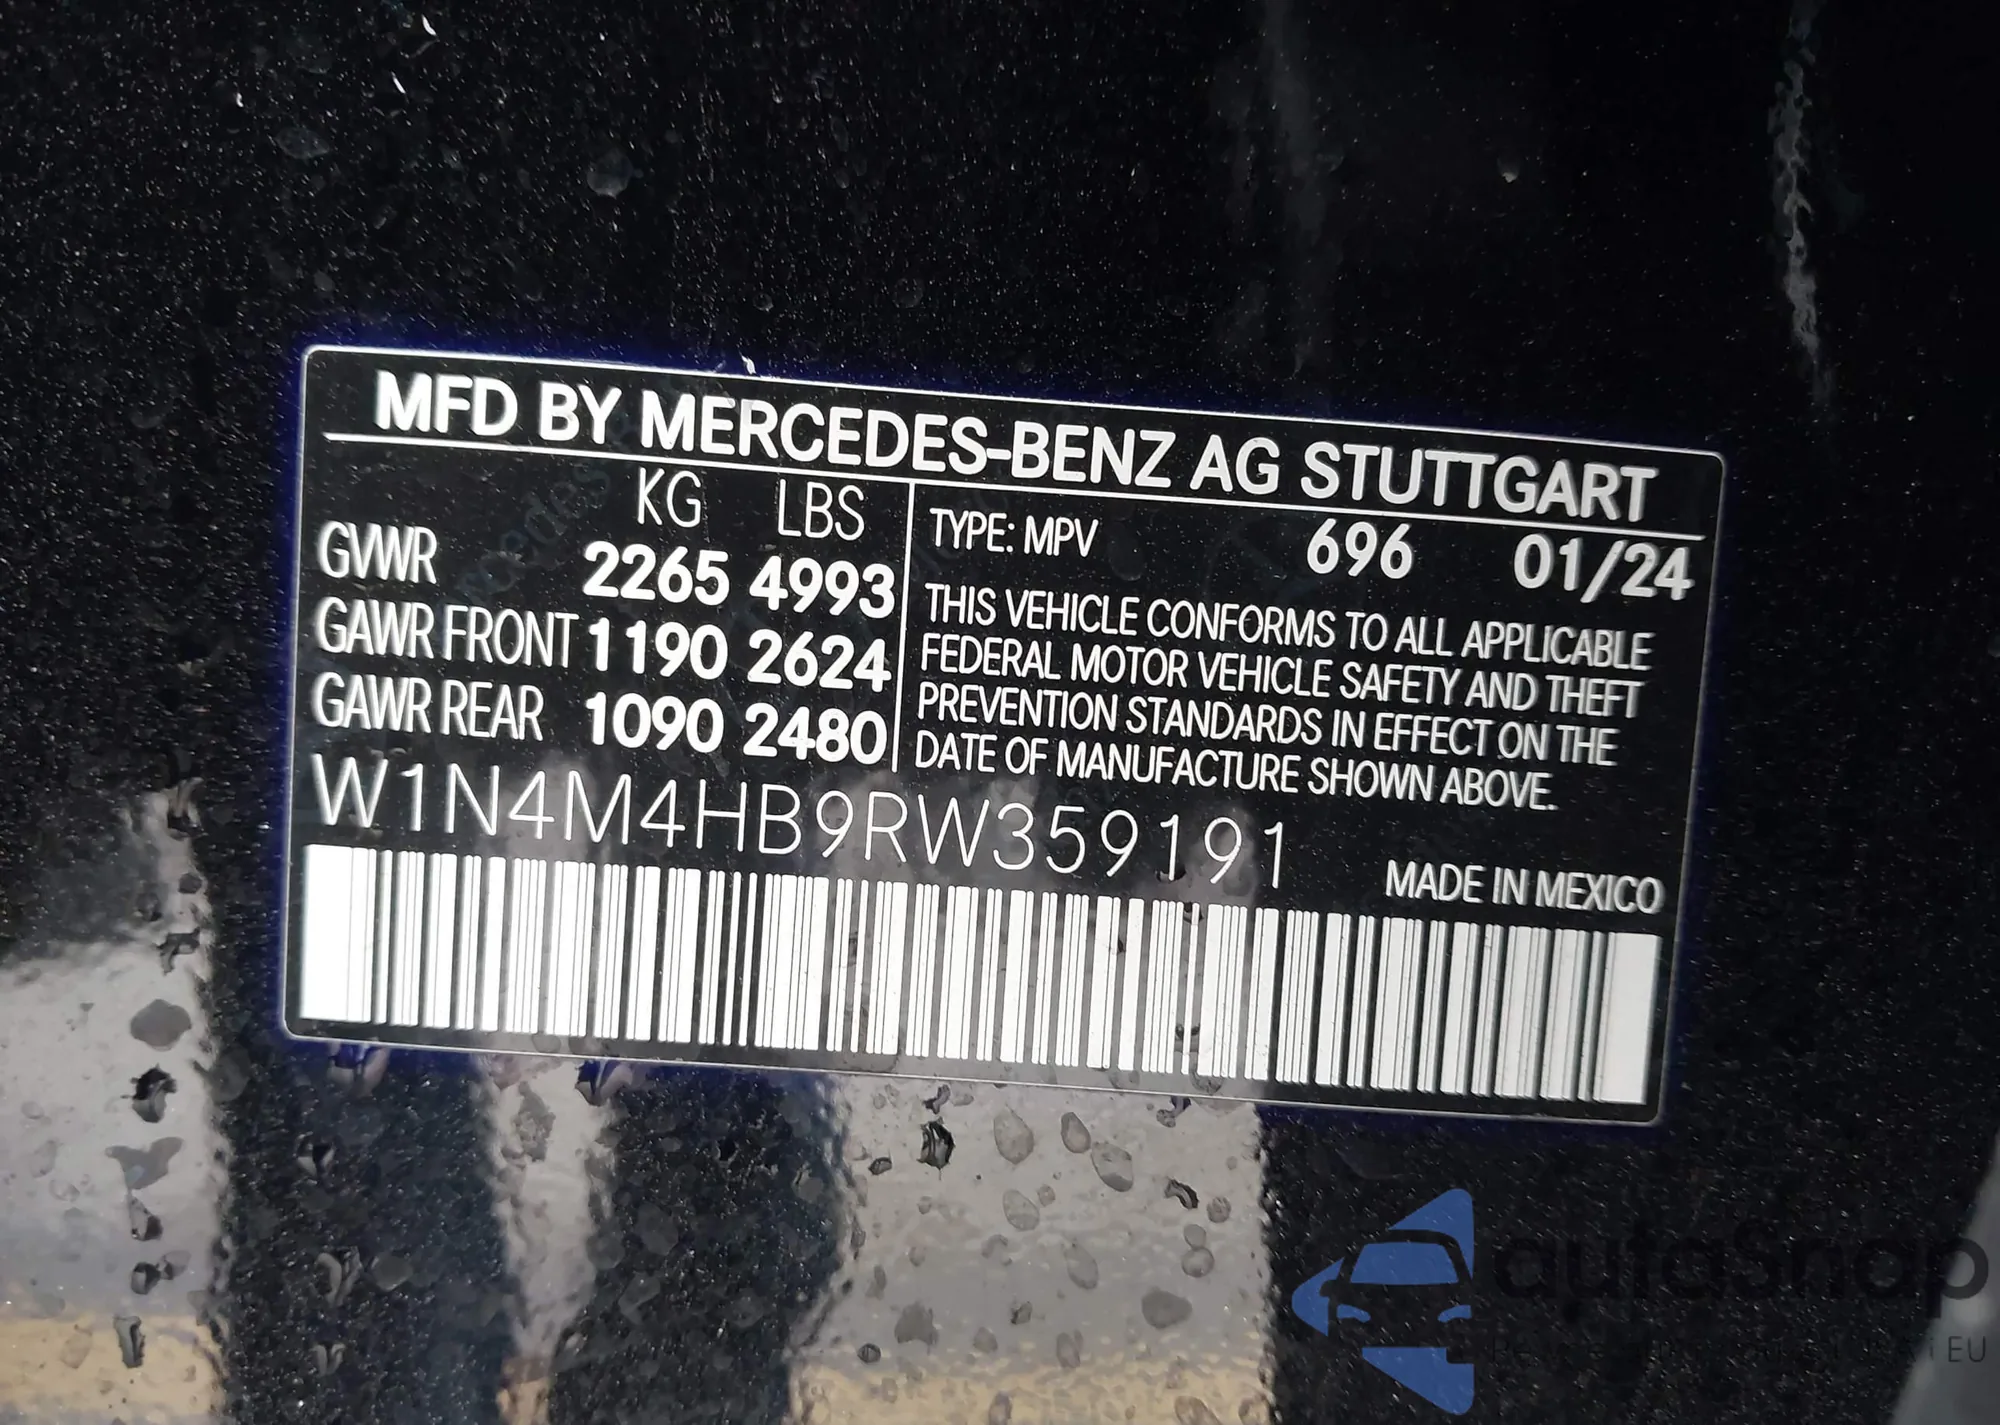 MFD BY MERCEDES-BENZ AG STUTTGART
KG LBS
GVWR 2265 4993
GAWR FRONT 1190 2624
GAWR REAR 1090 2480
TYPE: MPV 696 01/24
THIS VEHICLE CONFORMS TO ALL APPLICABLE
FEDERAL MOTOR VEHICLE SAFETY AND THEFT
PREVENTION STANDARDS IN EFFECT ON THE
DATE OF MANUFACTURE SHOWN ABOVE.
W1N4M4HB9RW359191
MADE IN MEXICO
autoSnap
i EU